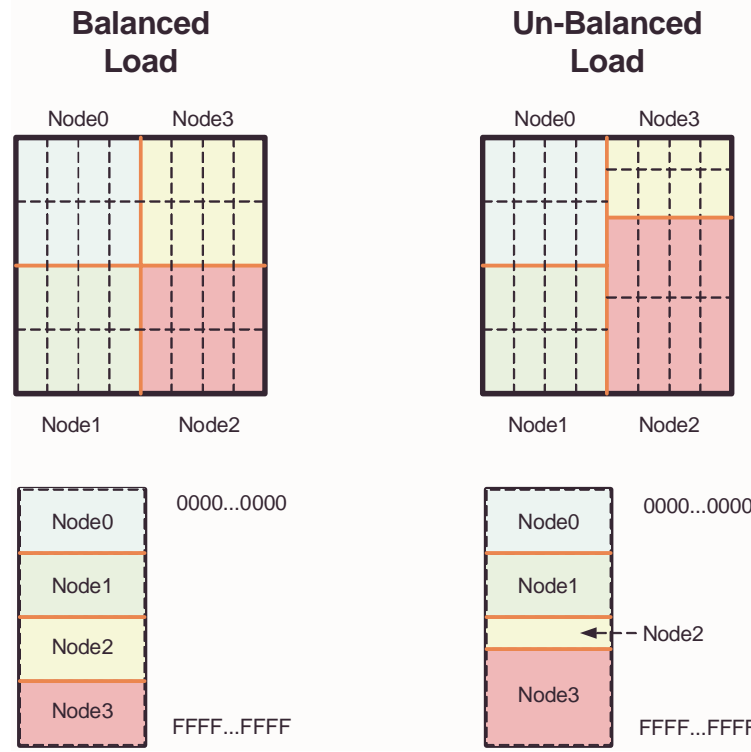 Balanced
Load
Node0 Node3
Node1 Node2
Node0
0000...0000
Node1
Node2
Node3
FFFF...FFFF
Un-Balanced
Load
Node0 Node3
Node1 Node2
Node0
0000...0000
Node1
Node2
Node3
FFFF...FFFF